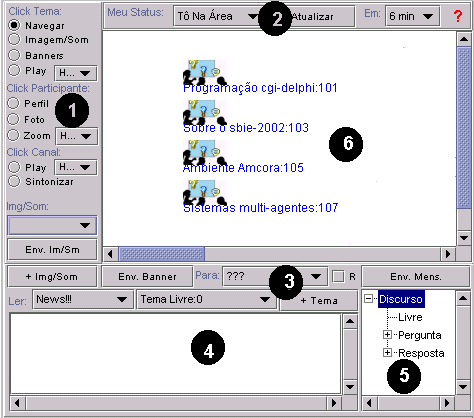 Click Tema:
Navegar
Imagem/Som
Banners
Play H...
Click Participante:
Perfil
Foto
Zoom H...
Click Canal:
Play H...
Sintonizar
Img/Som:
Env. Im/Sm
1
Meu Status: Tô Na Área 2 Atualizar Em: 6 min ?
Programação cgi-delphi:101
Sobre o sbie-2002:103
6
Ambiente Amcora:105
Sistemas multi-agentes:107
+ Img/Som Env. Banner Para: ??? 3 R Env. Mens.
Ler: News!!! Tema Livre:0 + Tema
4
Discurso
Livre
Pergunta
Resposta
5